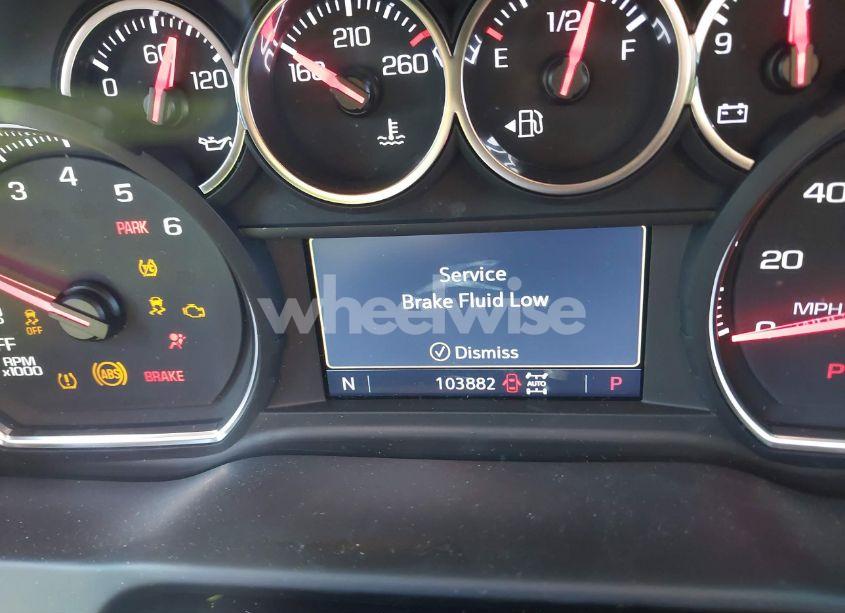 0 60 120
160 210 260
E 1/2 F
9
3 4 5 6
PARK
OFF
ABS
BRAKE
RPM
x1000
Service
Brake Fluid Low
Dismiss
N 103882 AUTO P
40
20
0
MPH
P
wheelwise